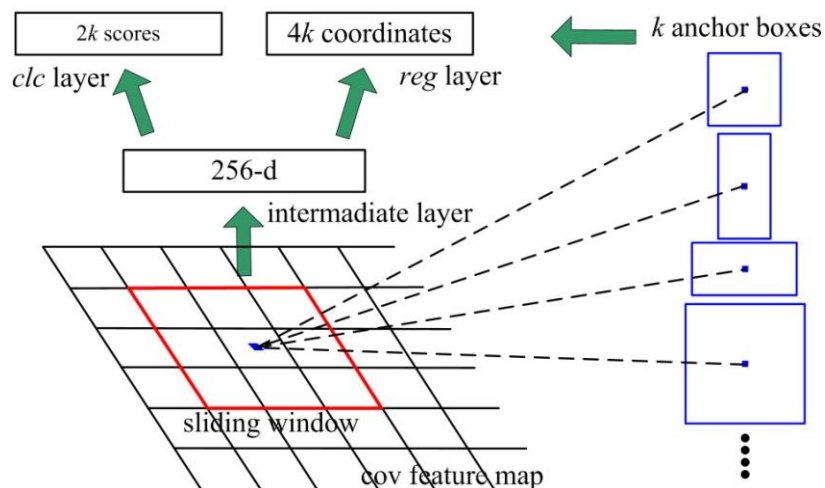 2k scores
4k coordinates
k anchor boxes
clc layer
reg layer
256-d
intermadiate layer
sliding window
cov feature map